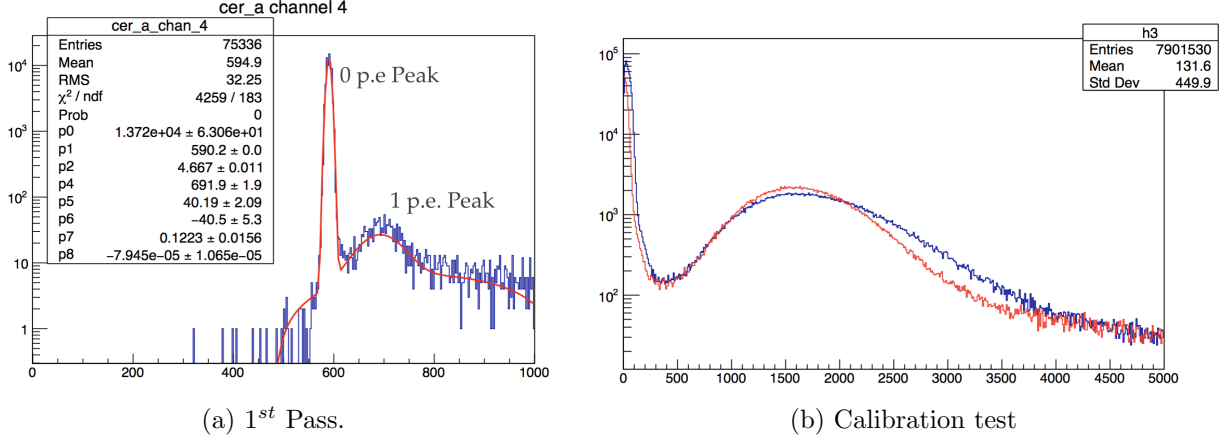 cer_a channel 4
cer_a_chan_4
Entries 75336
Mean 594.9
RMS 32.25
χ² / ndf 4259 / 183
Prob 0
p0 1.372e+04 ± 6.306e+01
p1 590.2 ± 0.0
p2 4.667 ± 0.011
p4 691.9 ± 1.9
p5 40.19 ± 2.09
p6 −40.5 ± 5.3
p7 0.1223 ± 0.0156
p8 −7.945e−05 ± 1.065e−05
0 p.e Peak
1 p.e. Peak
10⁴
10³
10²
10
1
0 200 400 600 800 1000
(a) 1ˢᵗ Pass.
h3
Entries 7901530
Mean 131.6
Std Dev 449.9
10⁵
10⁴
10³
10²
0 500 1000 1500 2000 2500 3000 3500 4000 4500 5000
(b) Calibration test